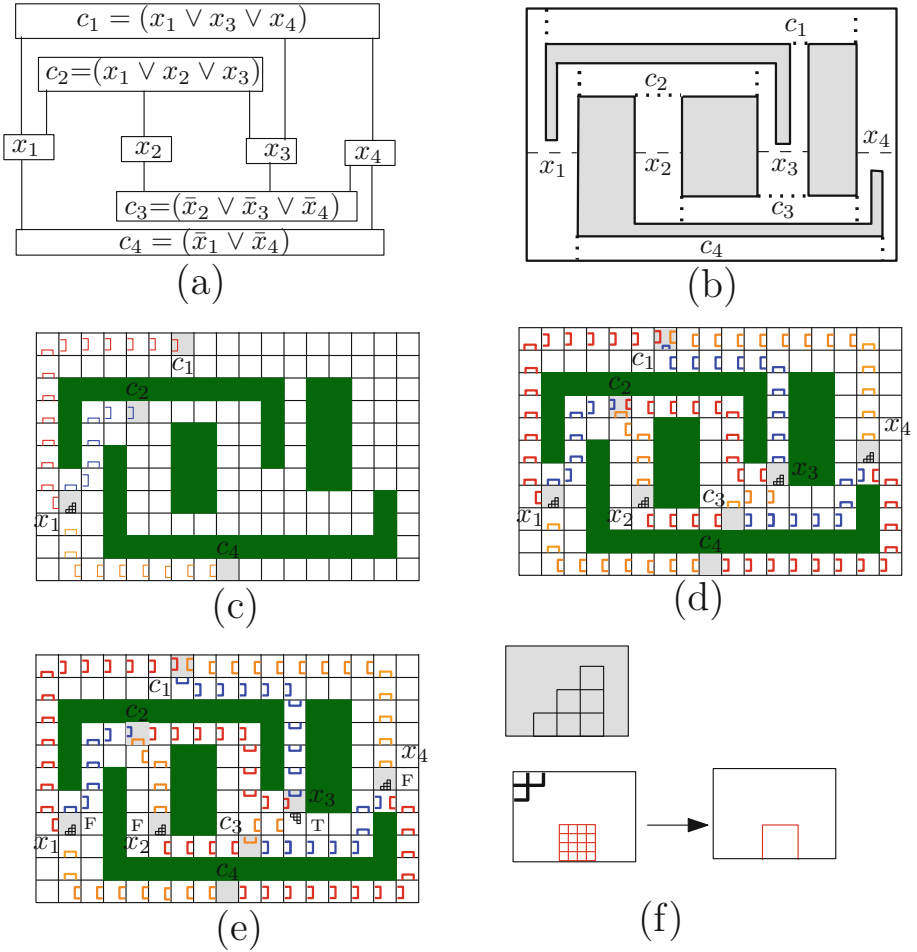 c₁ = (x₁ ∨ x₃ ∨ x₄)
c₂=(x₁ ∨ x₂ ∨ x₃)
x₁
x₂
x₃
x₄
c₃=(x̄₂ ∨ x̄₃ ∨ x̄₄)
c₄ = (x̄₁ ∨ x̄₄)
(a)
c₁
c₂
x₁
x₂
x₃
x₄
c₃
c₄
(b)
c₁
c₂
x₁
c₄
(c)
c₁
c₂
x₄
x₃
x₁
x₂
c₃
c₄
(d)
c₁
c₂
x₄
F
x₃
F
F
T
x₁
x₂
c₃
c₄
(e)
(f)